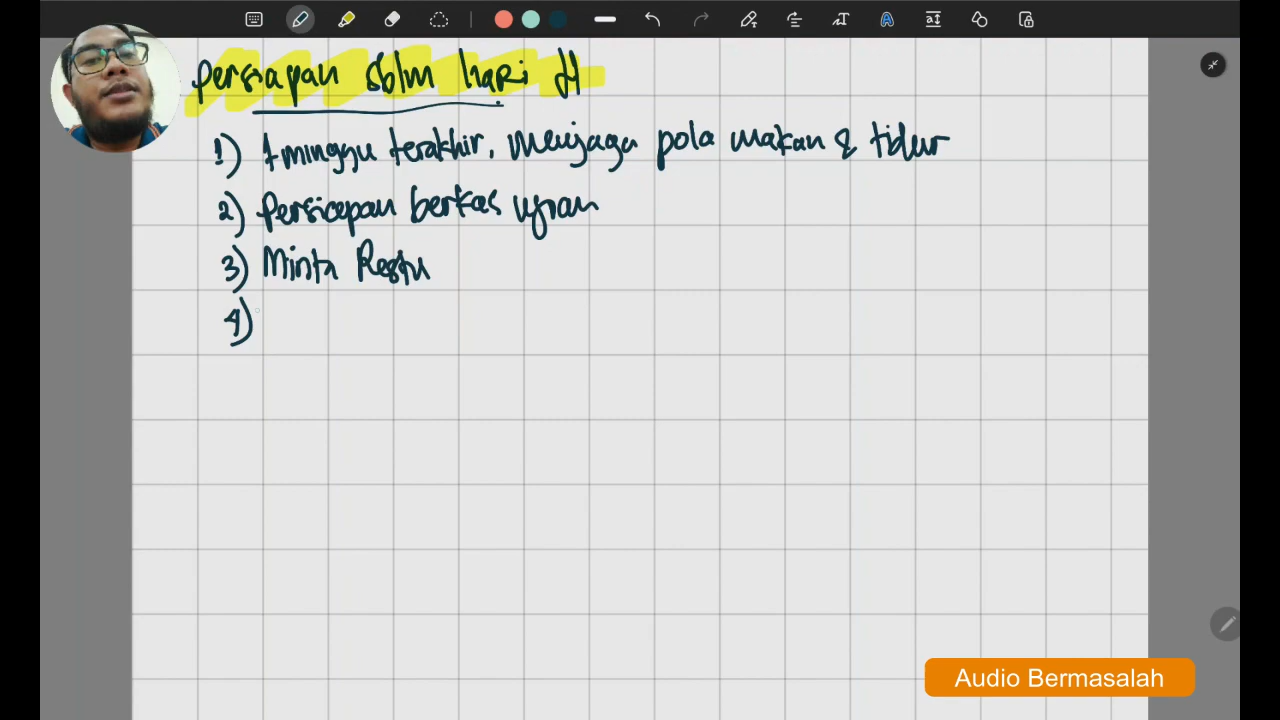 Persiapan sblm hari H
1) 1 minggu terakhir, menjaga pola makan & tidur
2) Persiapan berkas ujian
3) Minta Restu
4)
Audio Bermasalah